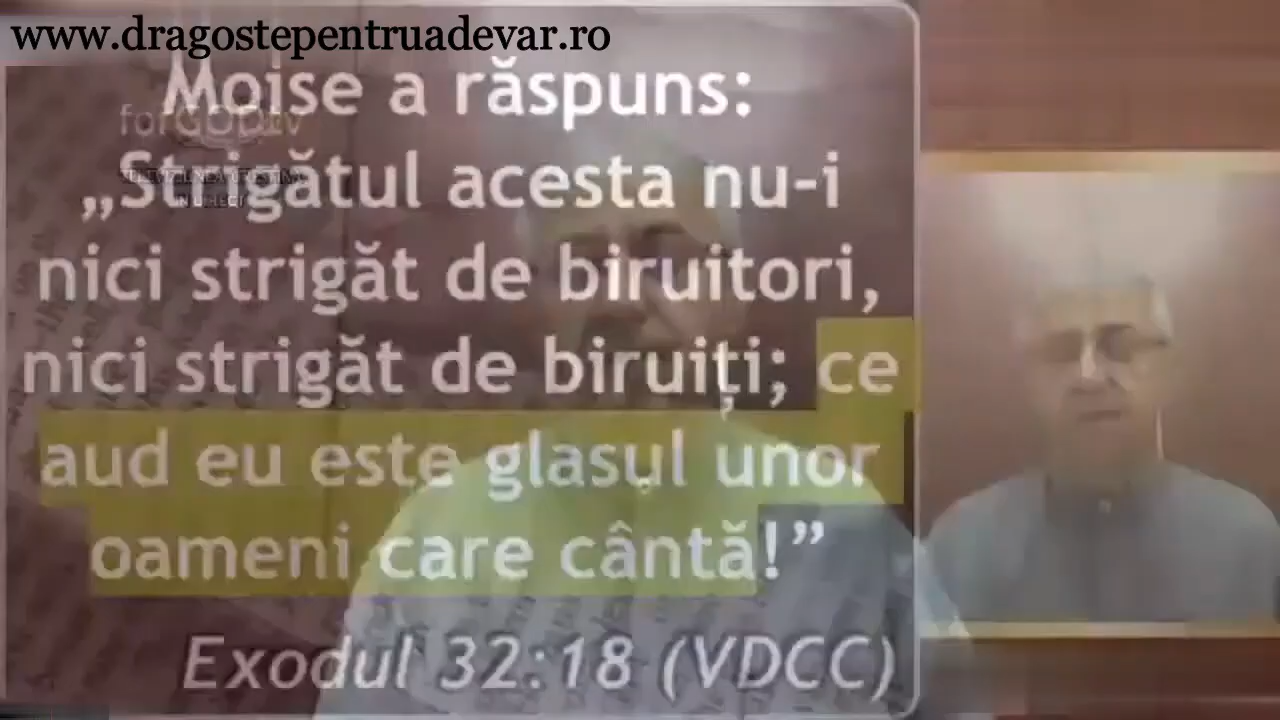 www.dragostepentruadevar.ro
Moise a răspuns:
forGODtv
„Strigătul acesta nu-i
nici strigăt de biruitori,
nici strigăt de biruiți; ce
aud eu este glasul unor
oameni care cântă!”
Exodul 32:18 (VDCC)